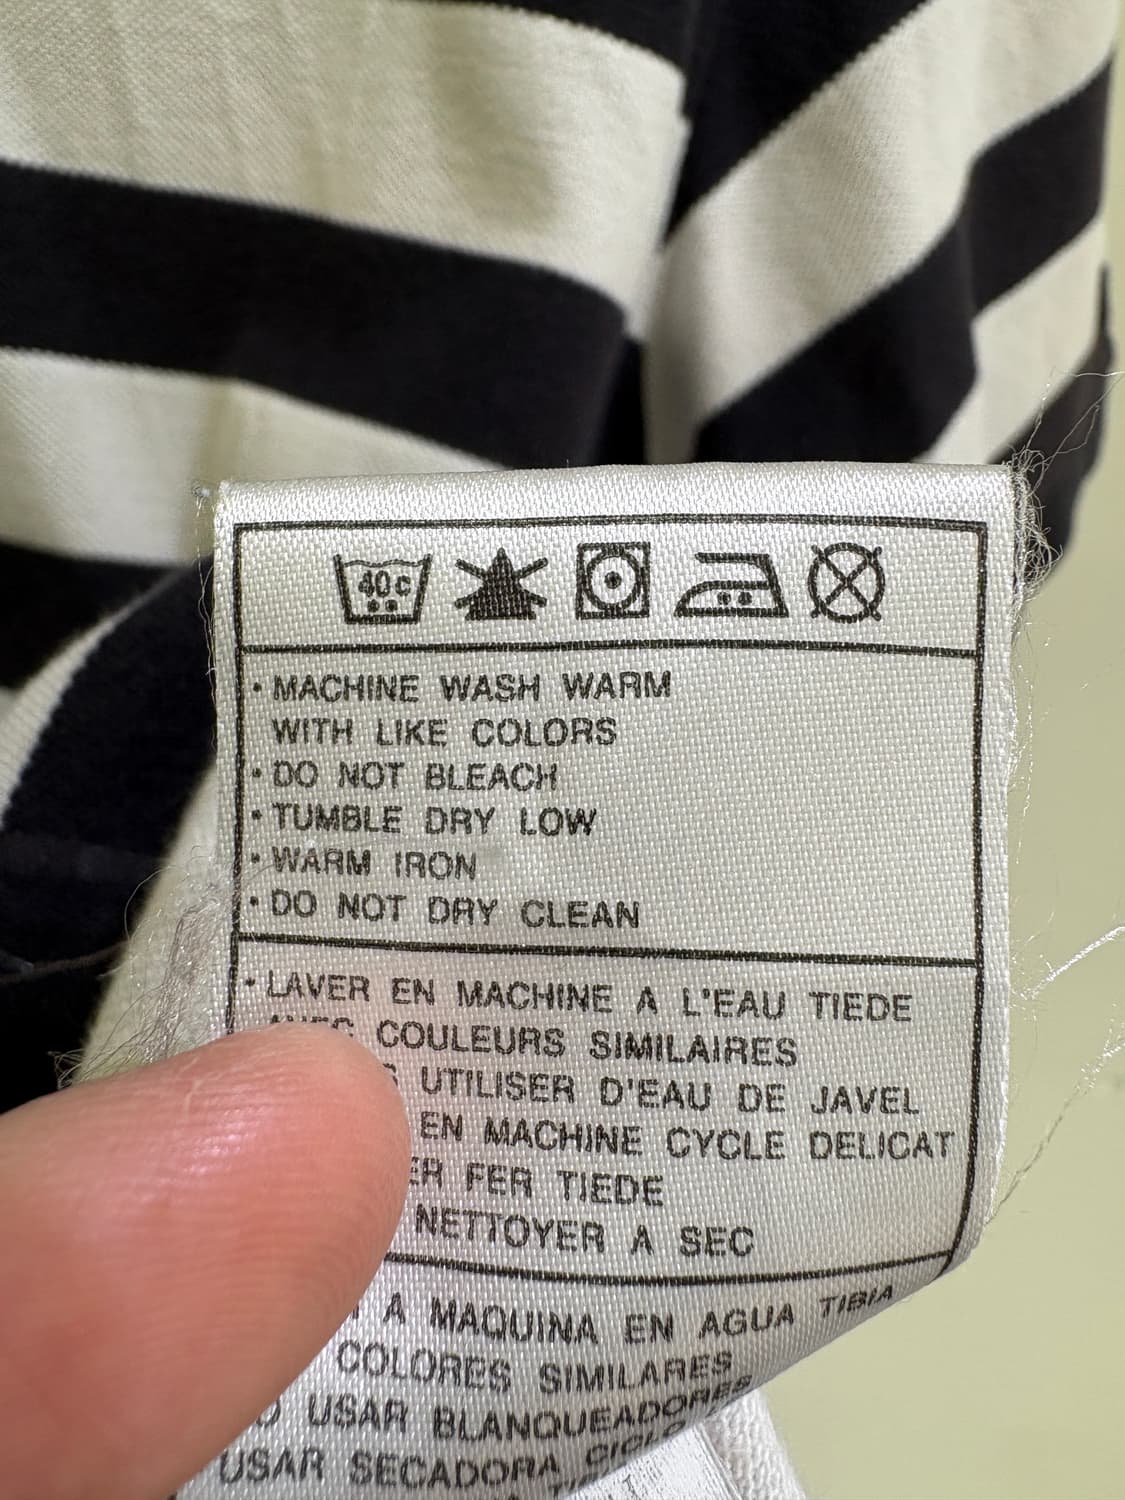 40c
• MACHINE WASH WARM
WITH LIKE COLORS
• DO NOT BLEACH
• TUMBLE DRY LOW
• WARM IRON
• DO NOT DRY CLEAN
• LAVER EN MACHINE A L'EAU TIEDE
AVEC COULEURS SIMILAIRES
UTILISER D'EAU DE JAVEL
EN MACHINE CYCLE DELICAT
FER TIEDE
NETTOYER A SEC
A MAQUINA EN AGUA TIBIA
COLORES SIMILARES
USAR BLANQUEADORES
USAR SECADORA CICLO